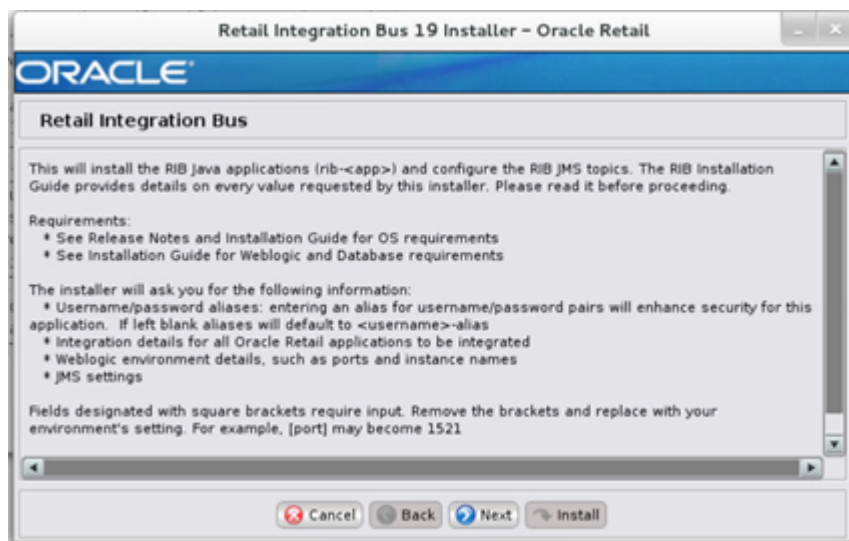 Retail Integration Bus 19 Installer – Oracle Retail
ORACLE®
Retail Integration Bus
This will install the RIB Java applications (rib-<app>) and configure the RIB JMS topics. The RIB Installation
Guide provides details on every value requested by this installer. Please read it before proceeding.
Requirements:
* See Release Notes and Installation Guide for OS requirements
* See Installation Guide for Weblogic and Database requirements
The installer will ask you for the following information:
* Username/password aliases: entering an alias for username/password pairs will enhance security for this
application. If left blank aliases will default to <username>-alias
* Integration details for all Oracle Retail applications to be integrated
* Weblogic environment details, such as ports and instance names
* JMS settings
Fields designated with square brackets require input. Remove the brackets and replace with your
environment's setting. For example, [port] may become 1521
Cancel Back Next Install